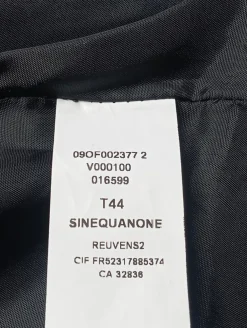 09OF002377 2
V000100
016599
T44
SINEQUANONE
REUVENS2
CIF FR52317885374
CA 32836